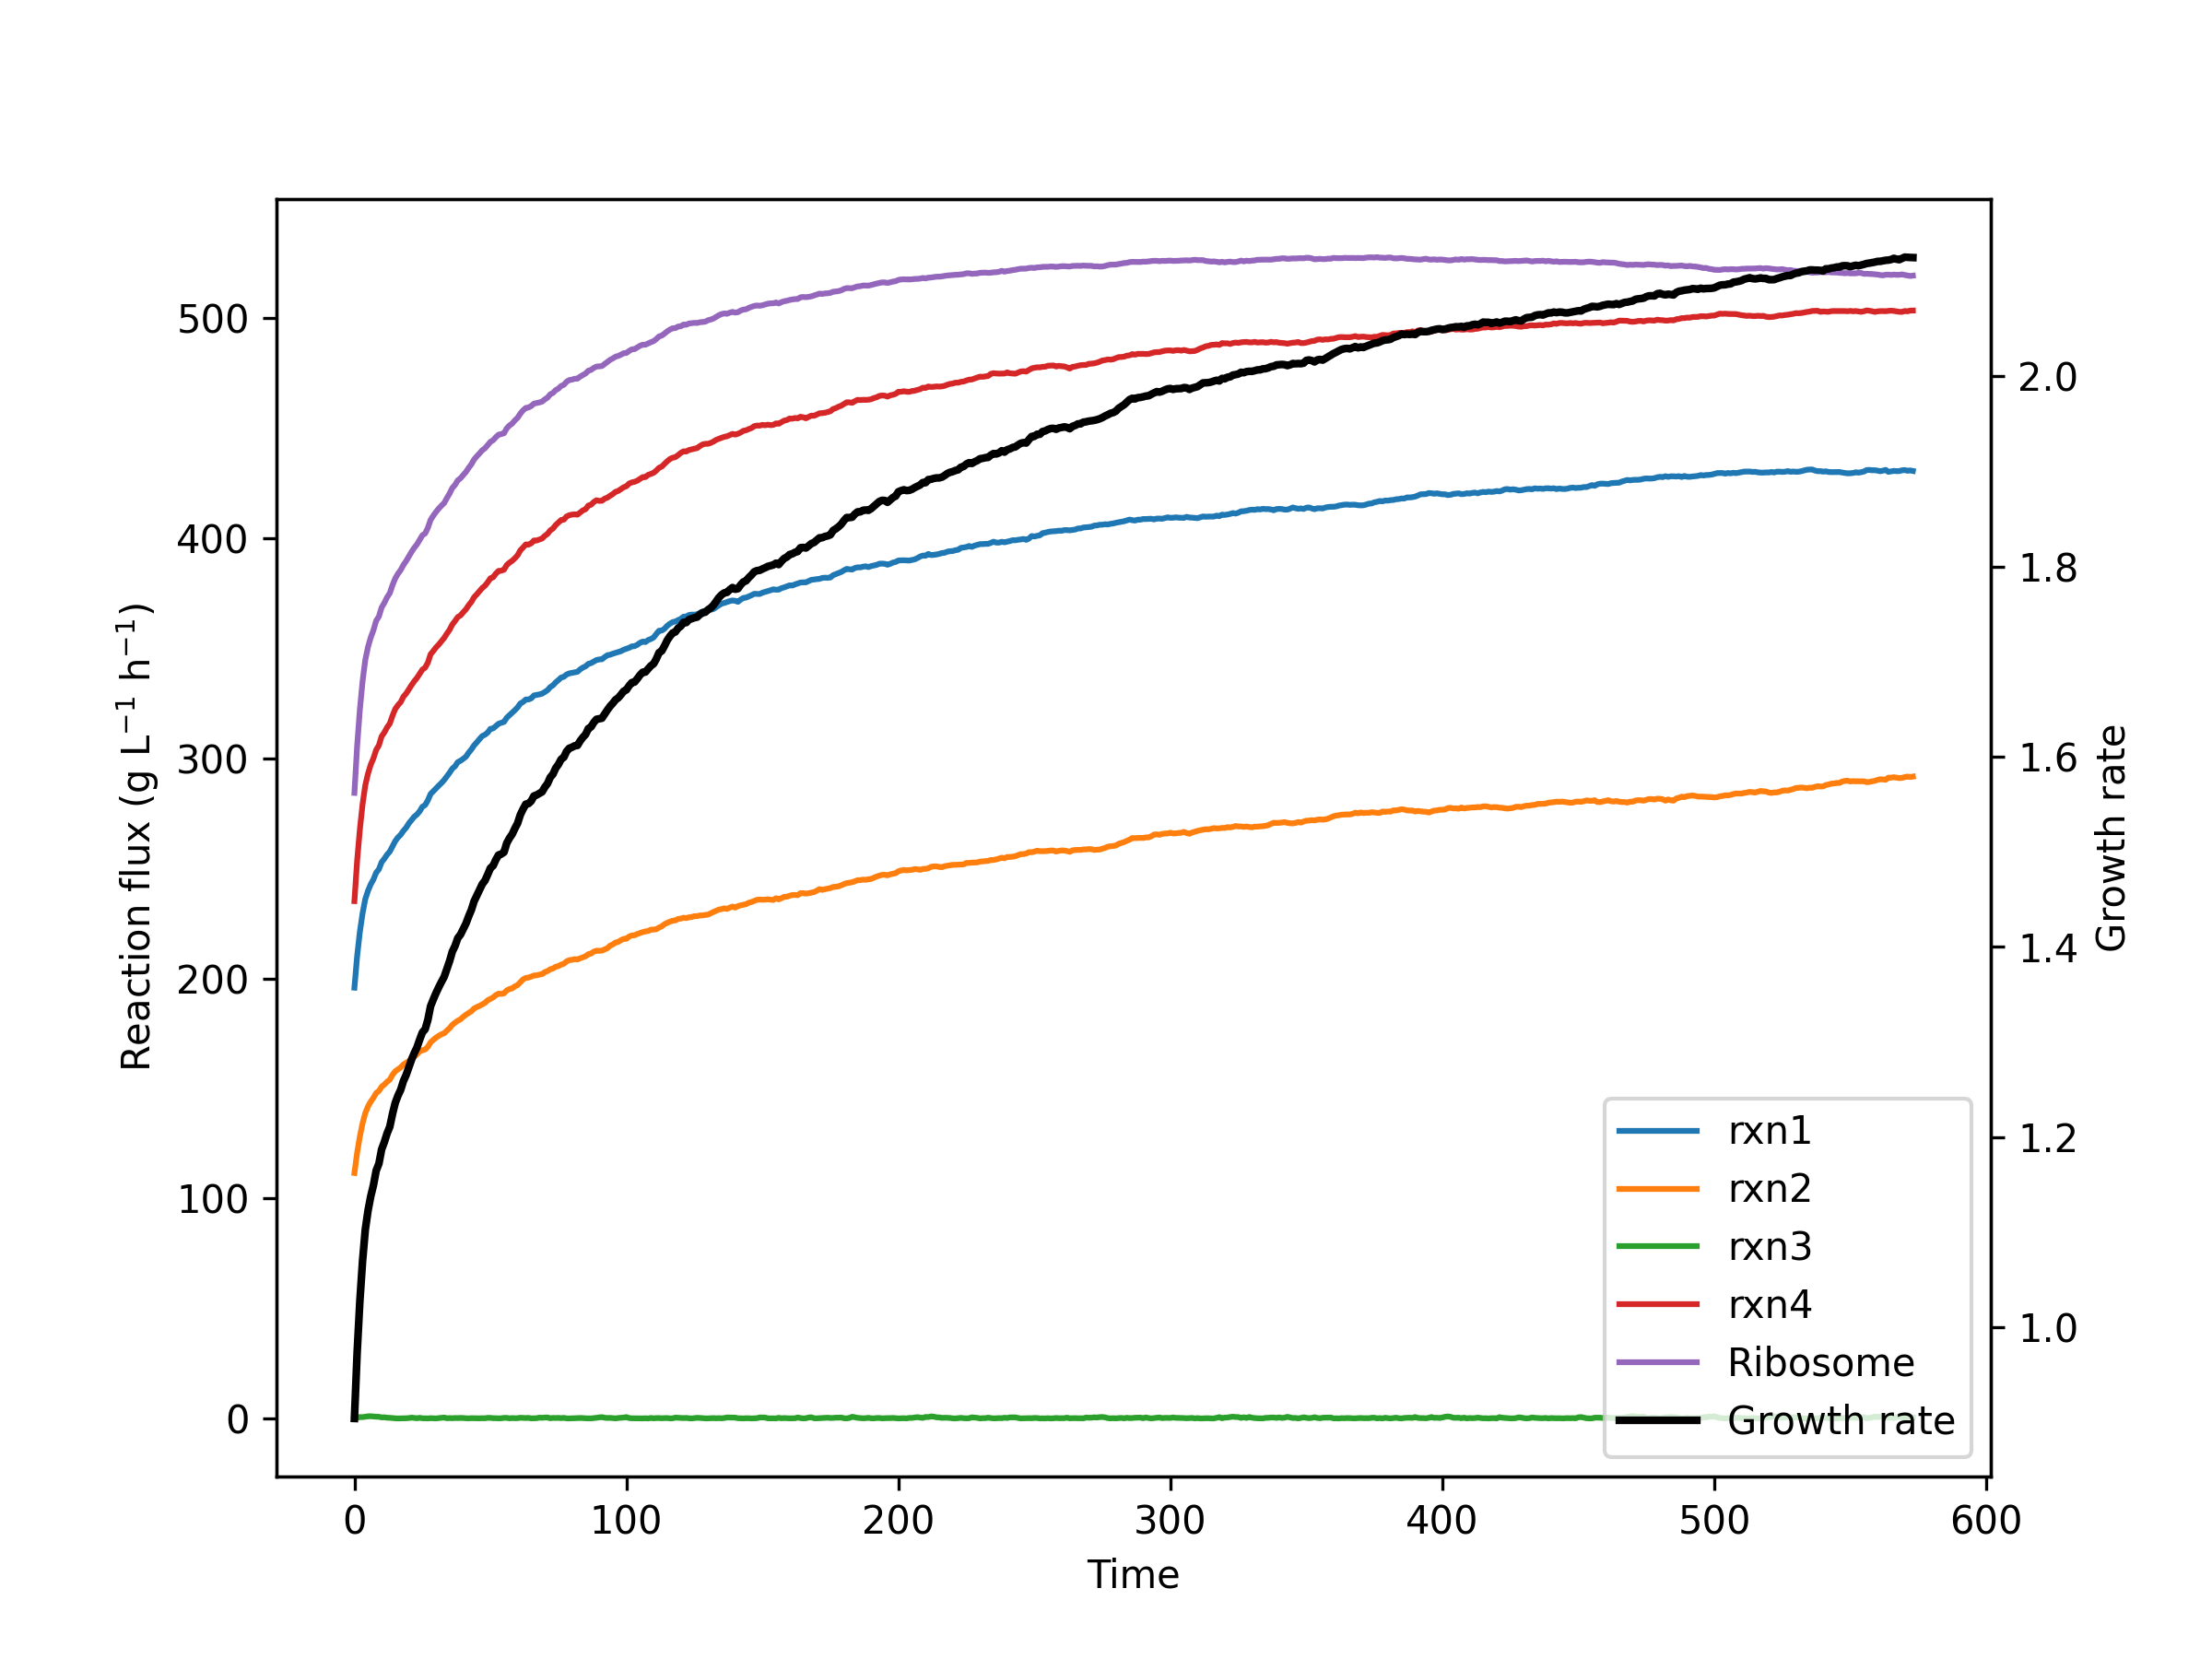 Reaction flux (g L⁻¹ h⁻¹)
500
400
300
200
100
0
2.0
1.8
1.6
1.4
1.2
1.0
Growth rate
rxn1
rxn2
rxn3
rxn4
Ribosome
Growth rate
0 100 200 300 400 500 600
Time